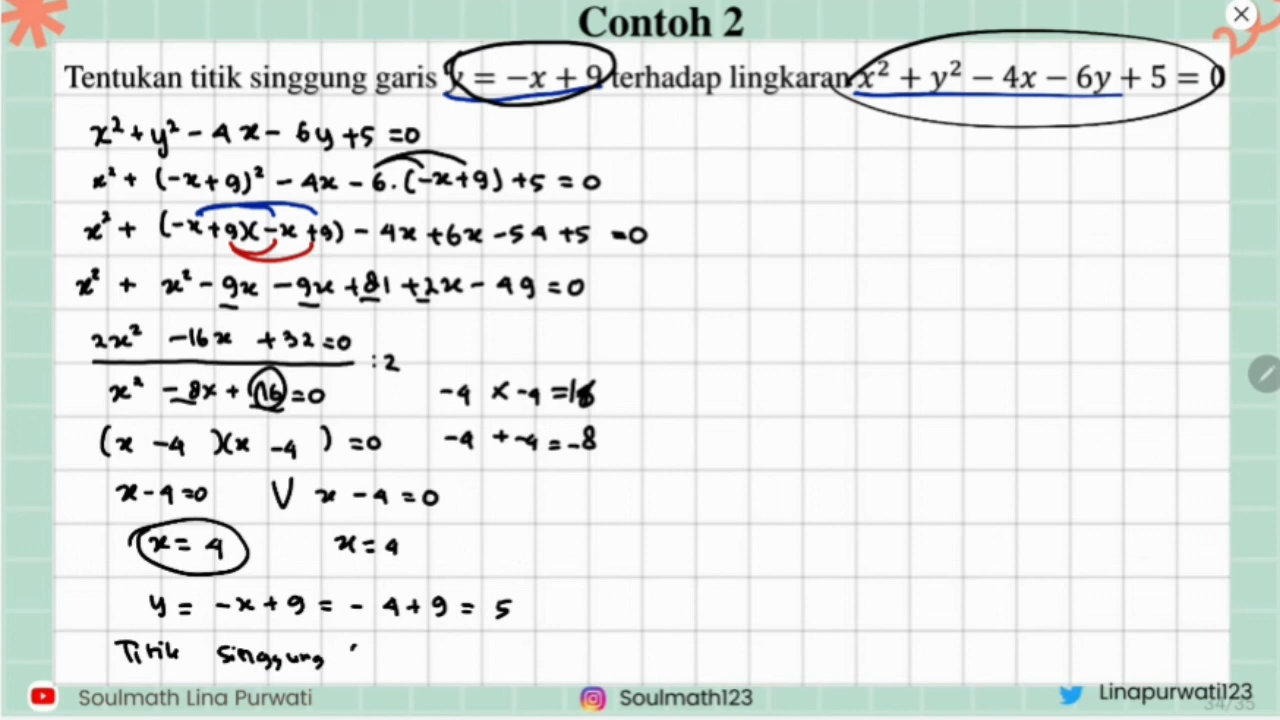 Contoh 2
Tentukan titik singgung garis y = −x + 9 terhadap lingkaran x² + y² − 4x − 6y + 5 = 0
x² + y² - 4x - 6y + 5 = 0
x² + (-x+9)² - 4x - 6.(-x+9) + 5 = 0
x² + (-x+9)(-x+9) - 4x + 6x - 54 + 5 = 0
x² + x² - 9x - 9x + 81 + 2x - 49 = 0
2x² - 16x + 32 = 0
: 2
x² - 8x + 16 = 0 -4 × -4 = 16
(x - 4)(x - 4) = 0 -4 + -4 = -8
x - 4 = 0 V x - 4 = 0
x = 4 x = 4
y = -x + 9 = - 4 + 9 = 5
Titik singgung
Soulmath Lina Purwati Soulmath123 Linapurwati123
34/35